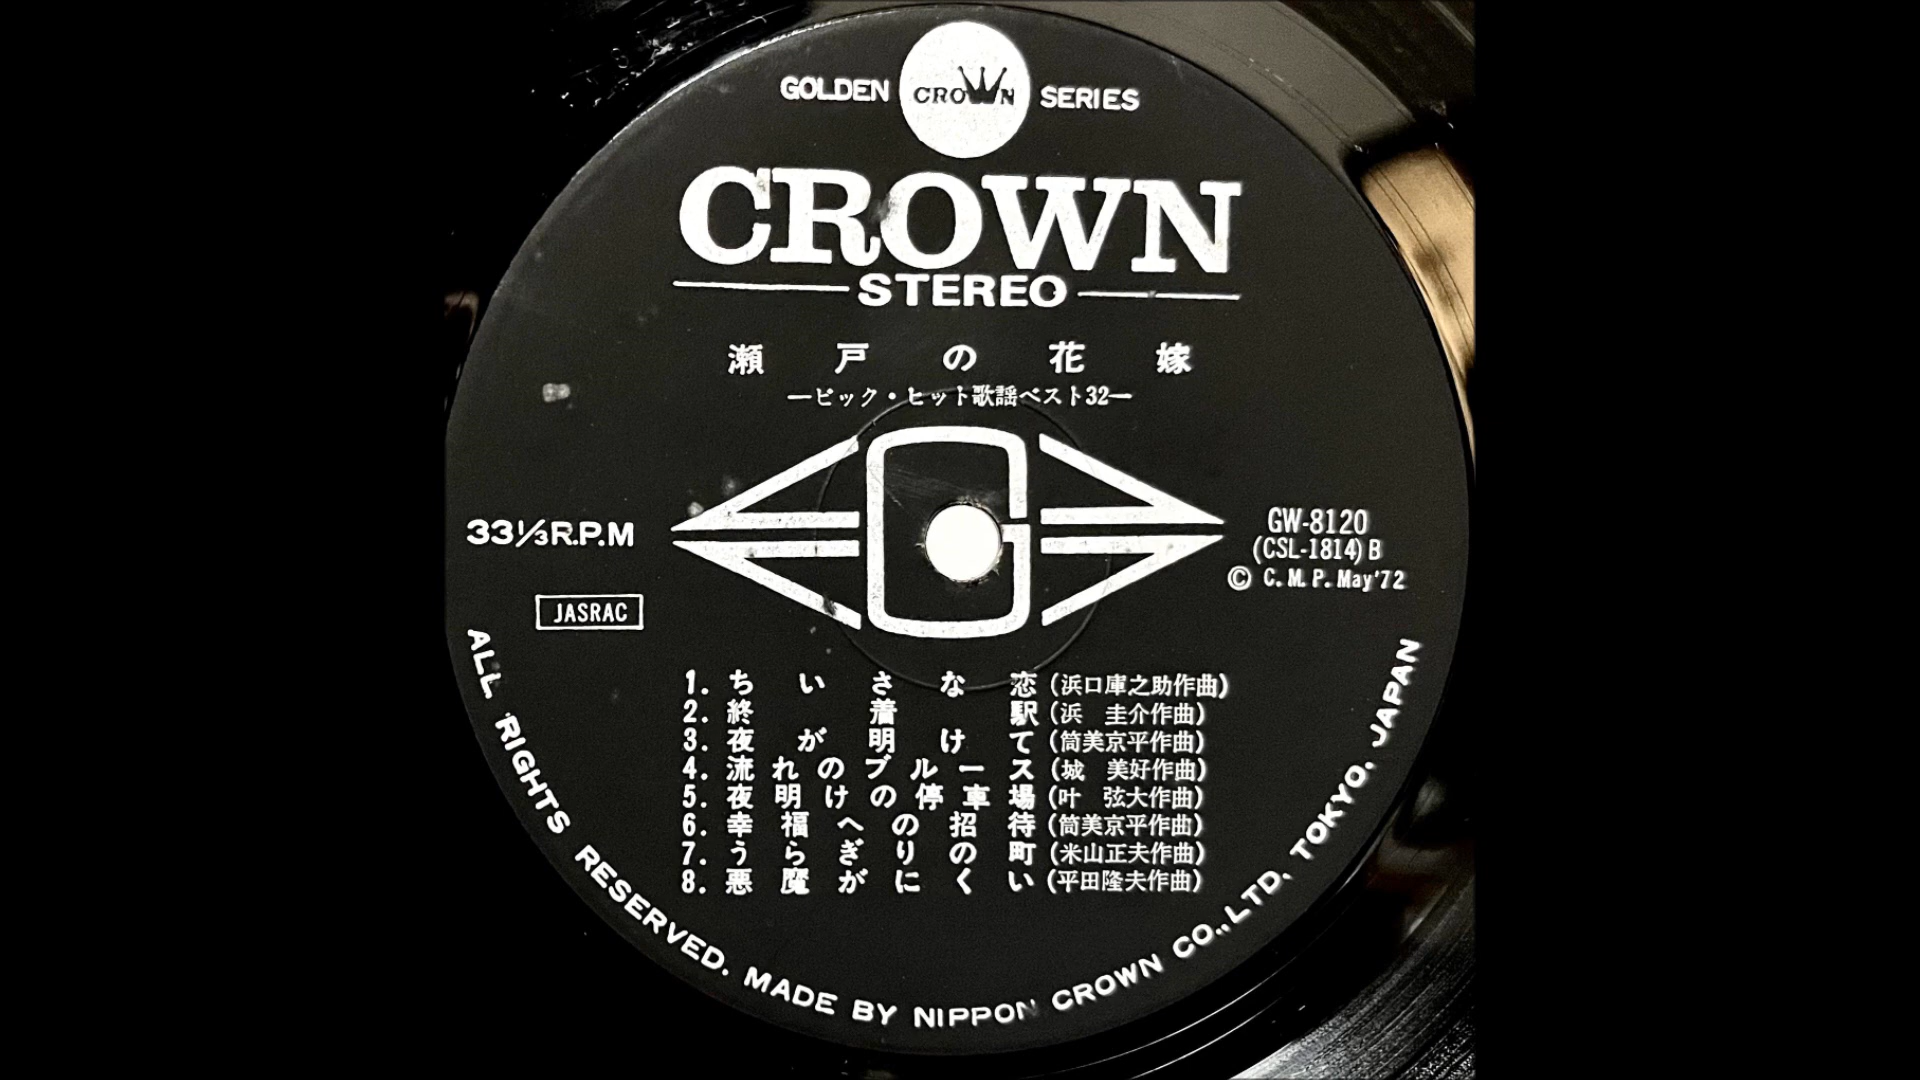 GOLDEN CROWN SERIES
CROWN
STEREO
瀬戸の花嫁
―ビック・ヒット歌謡ベスト32―
33⅓R.P.M
JASRAC
GW-8120
(CSL-1814) B
© C.M.P. May'72
1. ちいさな恋 (浜口庫之助作曲)
2. 終着駅 (浜 圭介作曲)
3. 夜が明けて (筒美京平作曲)
4. 流れのブルース (城 美好作曲)
5. 夜明けの停車場 (叶 弦大作曲)
6. 幸福への招待 (筒美京平作曲)
7. うらぎりの町 (米山正夫作曲)
8. 悪魔がにくい (平田隆夫作曲)
ALL RIGHTS RESERVED. MADE BY NIPPON CROWN CO.,LTD, TOKYO, JAPAN